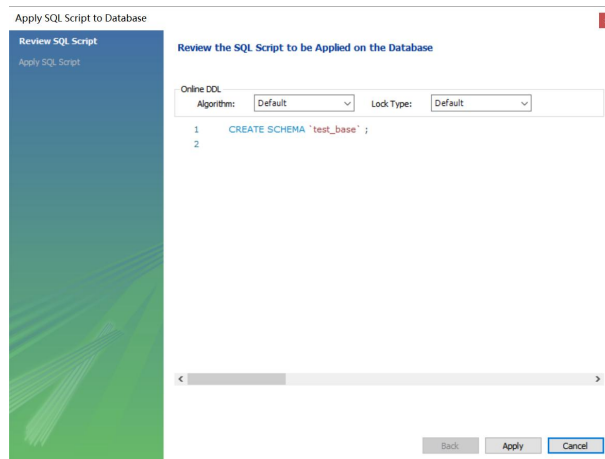 Apply SQL Script to Database
Review SQL Script
Apply SQL Script
Review the SQL Script to be Applied on the Database
Online DDL
Algorithm: Default Lock Type: Default
1 CREATE SCHEMA `test_base` ;
2
Back Apply Cancel